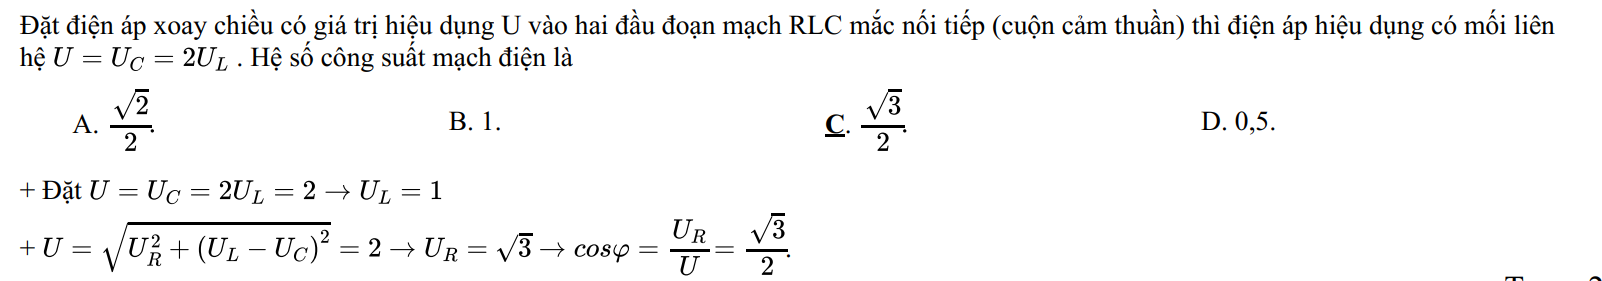 Đặt điện áp xoay chiều có giá trị hiệu dụng U vào hai đầu đoạn mạch RLC mắc nối tiếp (cuộn cảm thuần) thì điện áp hiệu dụng có mối liên
hệ $U = U_C = 2U_L$ . Hệ số công suất mạch điện là
A. $\frac{\sqrt{2}}{2}$. B. 1. C. $\frac{\sqrt{3}}{2}$. D. 0,5.
+ Đặt $U = U_C = 2U_L = 2 \rightarrow U_L = 1$
+ $U = \sqrt{U_R^2 + (U_L - U_C)^2} = 2 \rightarrow U_R = \sqrt{3} \rightarrow cos\varphi = \frac{U_R}{U} = \frac{\sqrt{3}}{2}$.